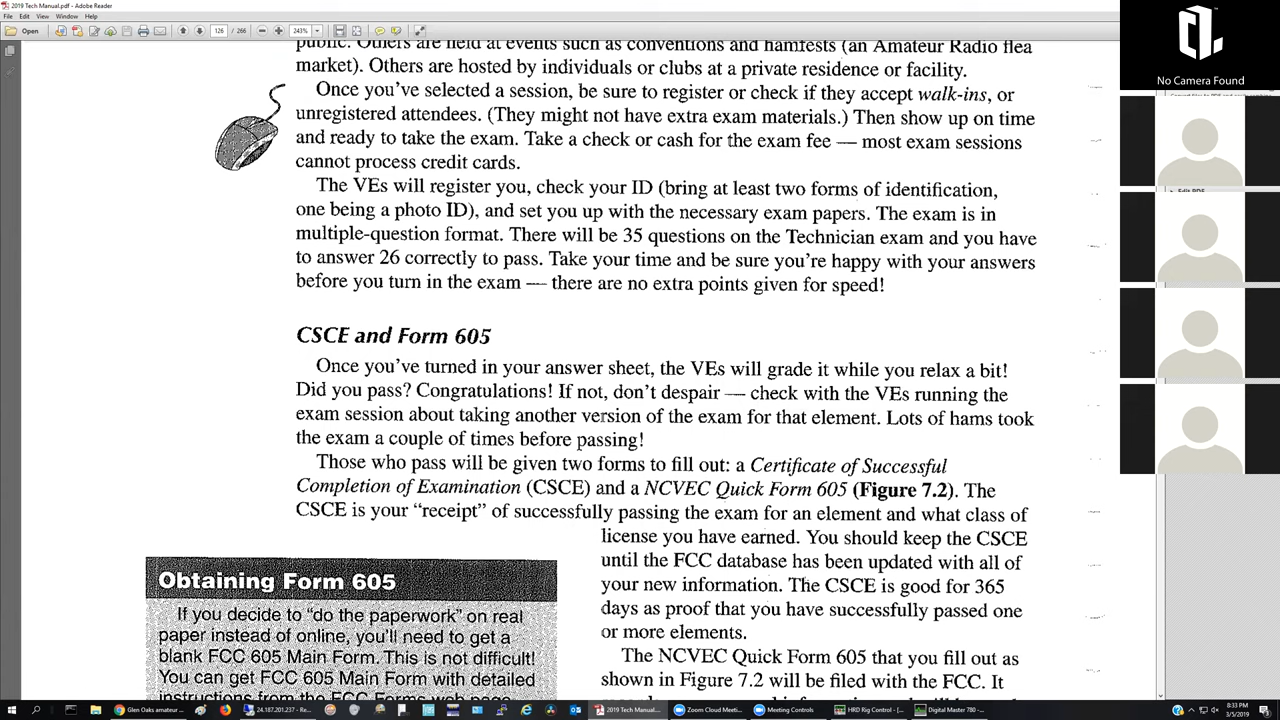 2019 Tech Manual.pdf - Adobe Reader
File Edit View Window Help
Open 126 / 266 243%
public. Others are held at events such as conventions and hamfests (an Amateur Radio flea
market). Others are hosted by individuals or clubs at a private residence or facility.
Once you've selected a session, be sure to register or check if they accept walk-ins, or
unregistered attendees. (They might not have extra exam materials.) Then show up on time
and ready to take the exam. Take a check or cash for the exam fee — most exam sessions
cannot process credit cards.
The VEs will register you, check your ID (bring at least two forms of identification,
one being a photo ID), and set you up with the necessary exam papers. The exam is in
multiple-question format. There will be 35 questions on the Technician exam and you have
to answer 26 correctly to pass. Take your time and be sure you're happy with your answers
before you turn in the exam — there are no extra points given for speed!
CSCE and Form 605
Once you've turned in your answer sheet, the VEs will grade it while you relax a bit!
Did you pass? Congratulations! If not, don't despair — check with the VEs running the
exam session about taking another version of the exam for that element. Lots of hams took
the exam a couple of times before passing!
Those who pass will be given two forms to fill out: a Certificate of Successful
Completion of Examination (CSCE) and a NCVEC Quick Form 605 (Figure 7.2). The
CSCE is your "receipt" of successfully passing the exam for an element and what class of
license you have earned. You should keep the CSCE
until the FCC database has been updated with all of
your new information. The CSCE is good for 365
days as proof that you have successfully passed one
or more elements.
The NCVEC Quick Form 605 that you fill out as
shown in Figure 7.2 will be filed with the FCC. It
Obtaining Form 605
If you decide to "do the paperwork" on real
paper instead of online, you'll need to get a
blank FCC 605 Main Form. This is not difficult!
You can get FCC 605 Main Form with detailed
instructions from the FCC Forms web page
No Camera Found
Edit PDF
Glen Oaks amateur ...
24.187.201.237 - Re...
2019 Tech Manual....
Zoom Cloud Meeti...
Meeting Controls
HRD Rig Control - [...
Digital Master 780 - ...
8:33 PM
3/5/2019